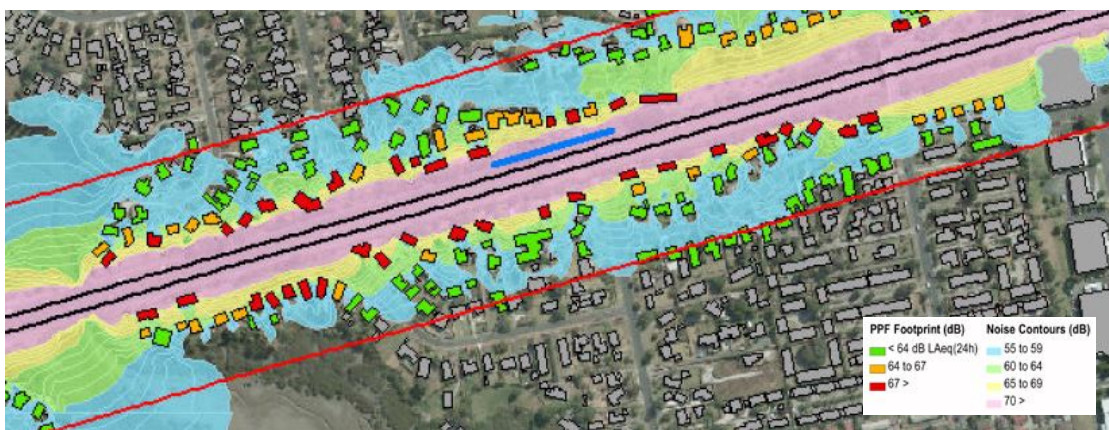 PPF Footprint (dB)
< 64 dB LAeq(24h)
64 to 67
67 >
Noise Contours (dB)
55 to 59
60 to 64
65 to 69
70 >